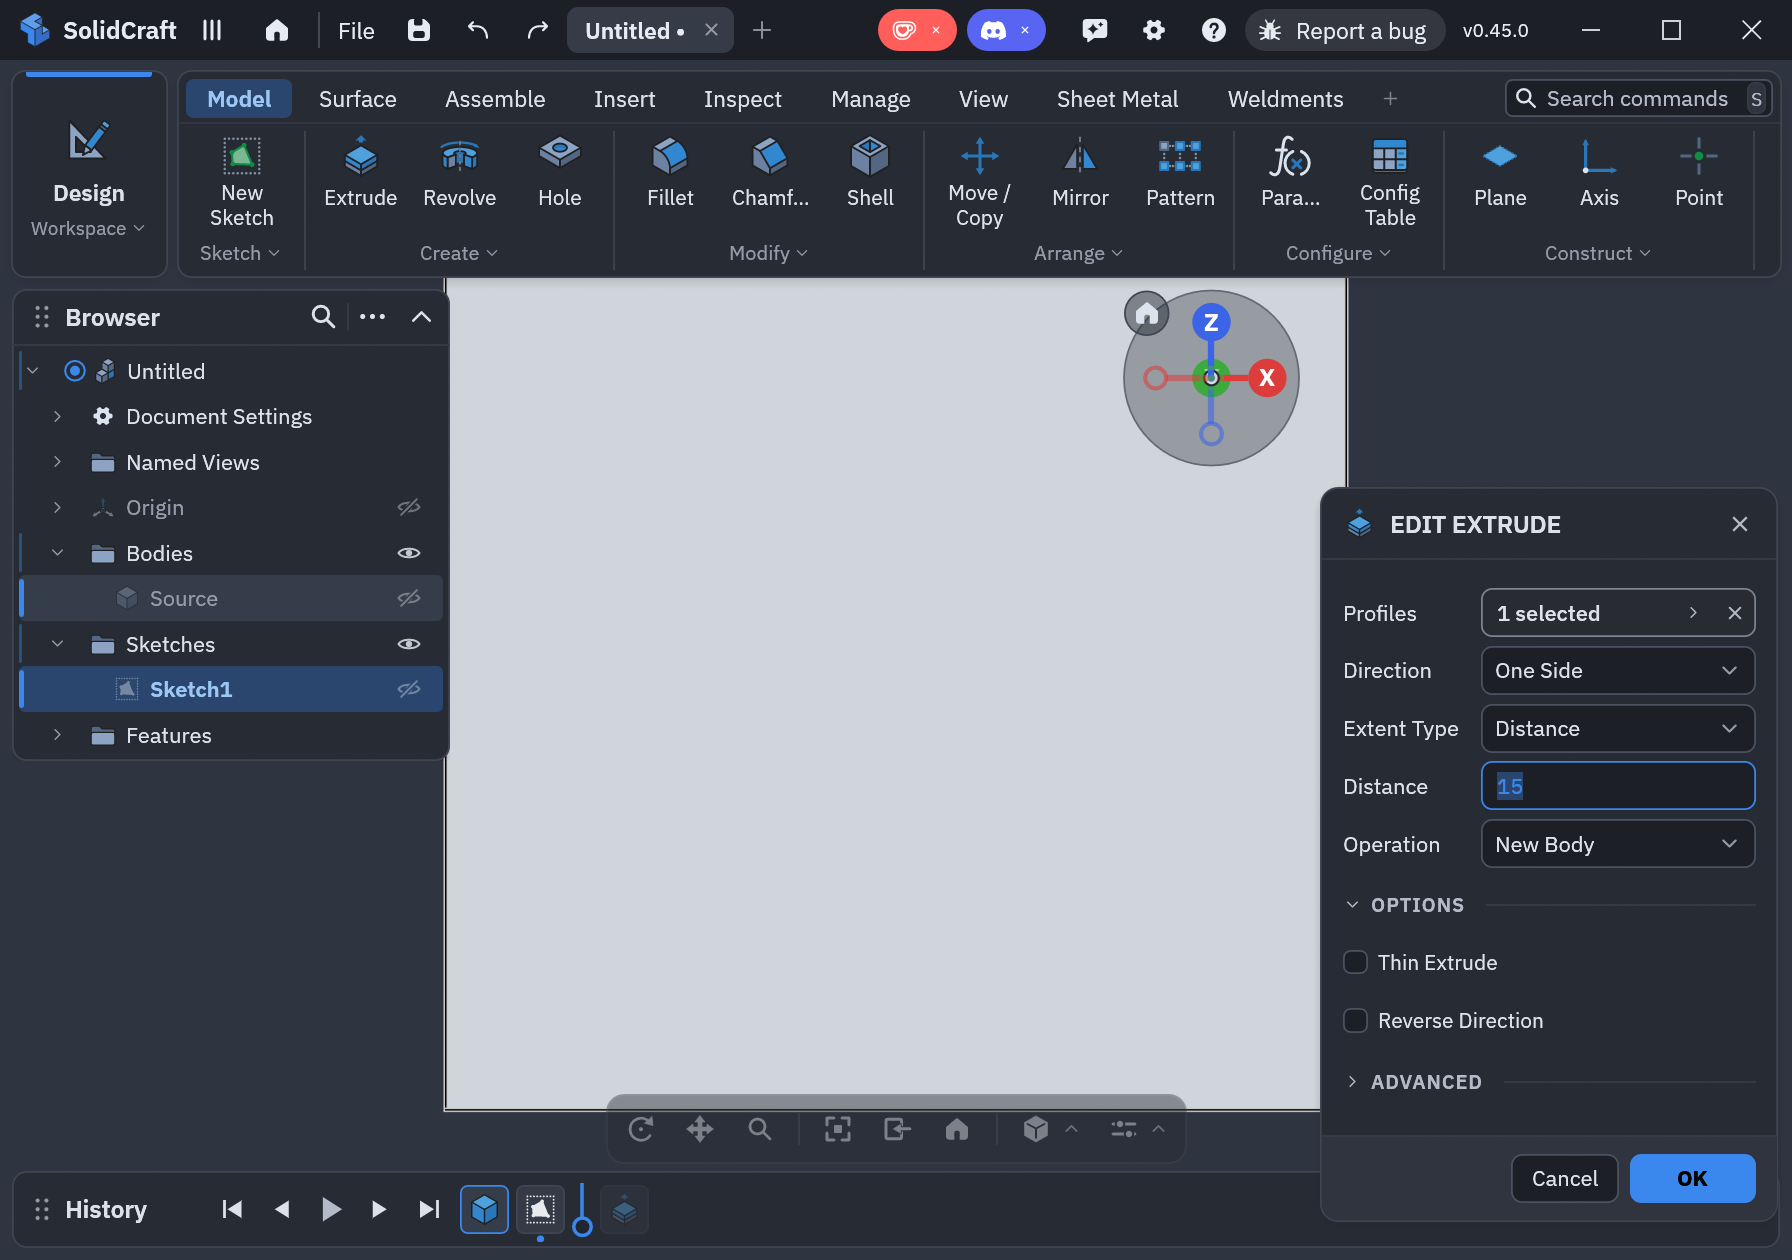 SolidCraft
File
Untitled •
Report a bug
v0.45.0
Design
Workspace
Model
Surface
Assemble
Insert
Inspect
Manage
View
Sheet Metal
Weldments
Search commands
S
New
Sketch
Extrude
Revolve
Hole
Fillet
Chamf...
Shell
Move /
Copy
Mirror
Pattern
Para...
Config
Table
Plane
Axis
Point
Sketch
Create
Modify
Arrange
Configure
Construct
Browser
Untitled
Document Settings
Named Views
Origin
Bodies
Source
Sketches
Sketch1
Features
Z
X
EDIT EXTRUDE
Profiles
1 selected
Direction
One Side
Extent Type
Distance
Distance
15
Operation
New Body
OPTIONS
Thin Extrude
Reverse Direction
ADVANCED
Cancel
OK
History